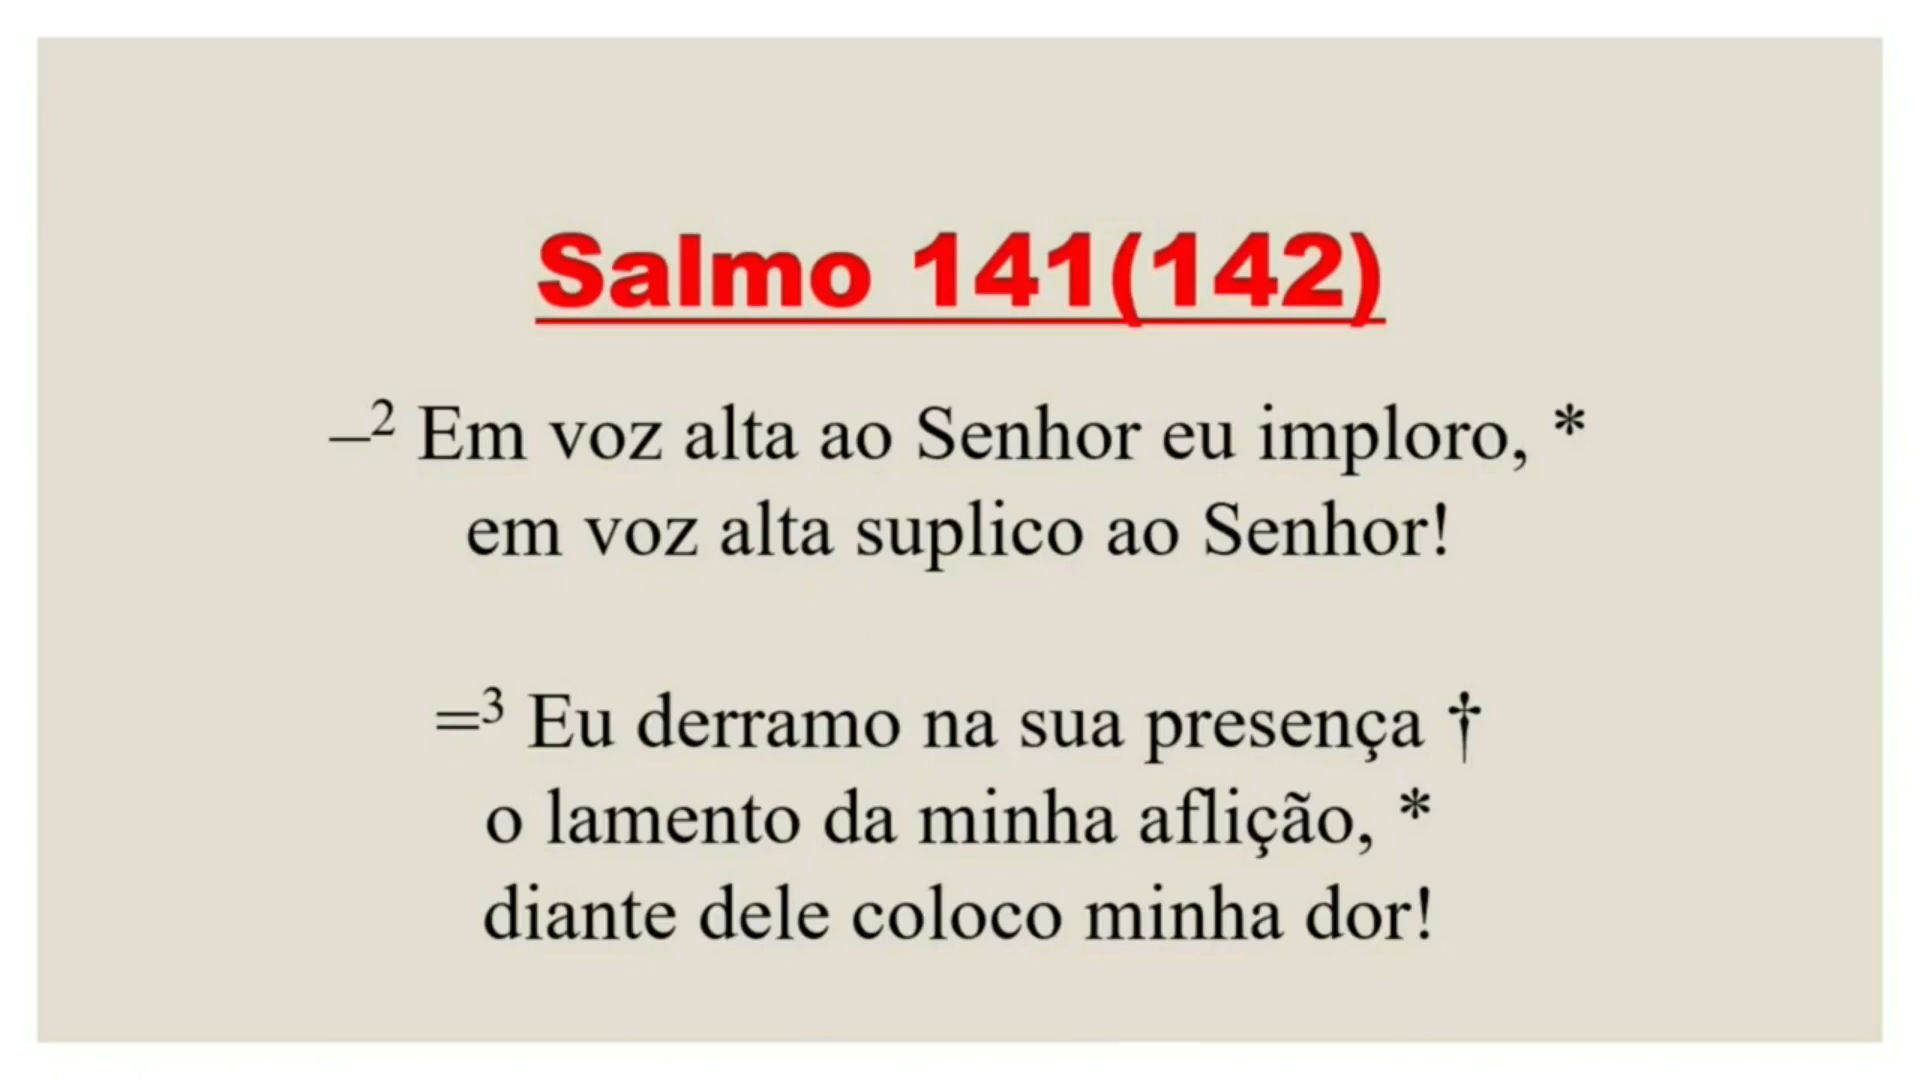 Salmo 141(142)
–² Em voz alta ao Senhor eu imploro, *
em voz alta suplico ao Senhor!
=³ Eu derramo na sua presença †
o lamento da minha aflição, *
diante dele coloco minha dor!